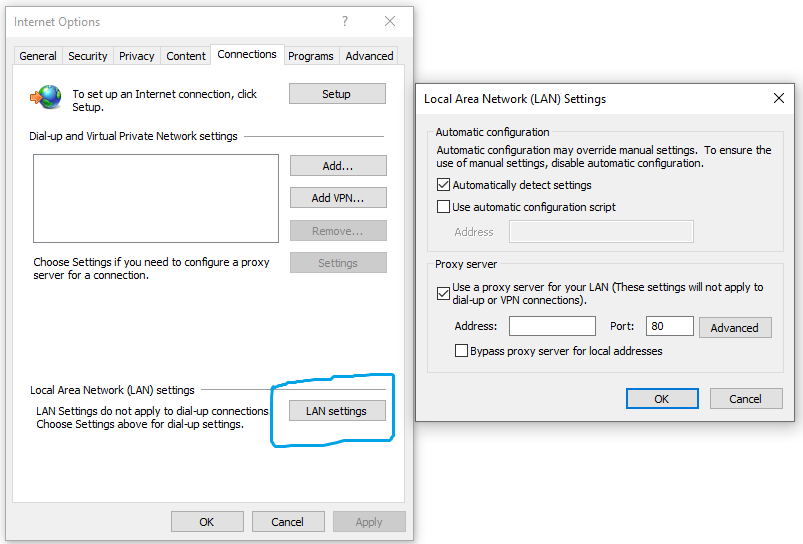 Internet Options
?
General
Security
Privacy
Content
Connections
Programs
Advanced
To set up an Internet connection, click
Setup.
Setup
Dial-up and Virtual Private Network settings
Add...
Add VPN...
Remove...
Choose Settings if you need to configure a proxy
server for a connection.
Settings
Local Area Network (LAN) settings
LAN Settings do not apply to dial-up connections.
Choose Settings above for dial-up settings.
LAN settings
OK
Cancel
Apply
Local Area Network (LAN) Settings
Automatic configuration
Automatic configuration may override manual settings. To ensure the
use of manual settings, disable automatic configuration.
Automatically detect settings
Use automatic configuration script
Address
Proxy server
Use a proxy server for your LAN (These settings will not apply to
dial-up or VPN connections).
Address:
Port:
80
Advanced
Bypass proxy server for local addresses
OK
Cancel